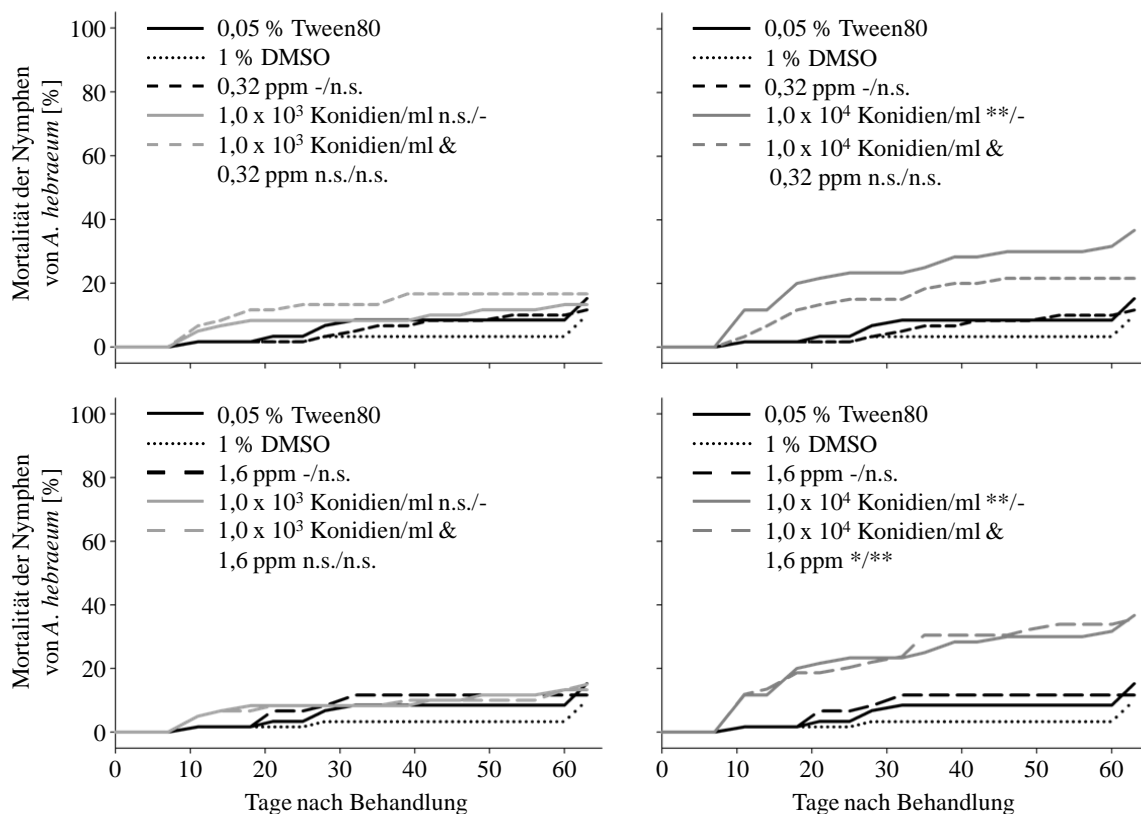 100
80
60
40
20
0
Mortalität der Nymphen
von A. hebraeum [%]
0,05 % Tween80
1 % DMSO
0,32 ppm -/n.s.
1,0 x 10³ Konidien/ml n.s./-
1,0 x 10³ Konidien/ml &
0,32 ppm n.s./n.s.
0,05 % Tween80
1 % DMSO
0,32 ppm -/n.s.
1,0 x 10⁴ Konidien/ml **/-
1,0 x 10⁴ Konidien/ml &
0,32 ppm n.s./n.s.
100
80
60
40
20
0
Mortalität der Nymphen
von A. hebraeum [%]
0,05 % Tween80
1 % DMSO
1,6 ppm -/n.s.
1,0 x 10³ Konidien/ml n.s./-
1,0 x 10³ Konidien/ml &
1,6 ppm n.s./n.s.
0 10 20 30 40 50 60
Tage nach Behandlung
0,05 % Tween80
1 % DMSO
1,6 ppm -/n.s.
1,0 x 10⁴ Konidien/ml **/-
1,0 x 10⁴ Konidien/ml &
1,6 ppm */**
0 10 20 30 40 50 60
Tage nach Behandlung